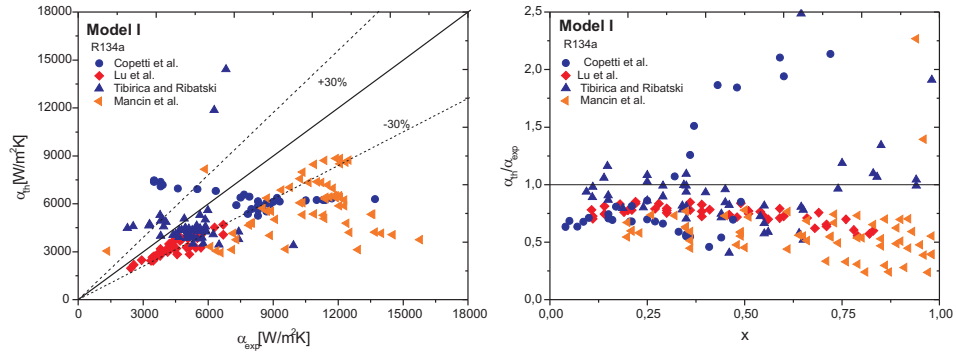 Model I
R134a
Copetti et al.
Lu et al.
Tibirica and Ribatski
Mancin et al.
+30%
-30%
18000
15000
12000
9000
6000
3000
0
α_th[W/m²K]
0 3000 6000 9000 12000 15000 18000
α_exp[W/m²K]
Model I
R134a
Copetti et al.
Lu et al.
Tibirica and Ribatski
Mancin et al.
2,5
2,0
1,5
1,0
0,5
0,0
α_th/α_exp
0,00 0,25 0,50 0,75 1,00
x